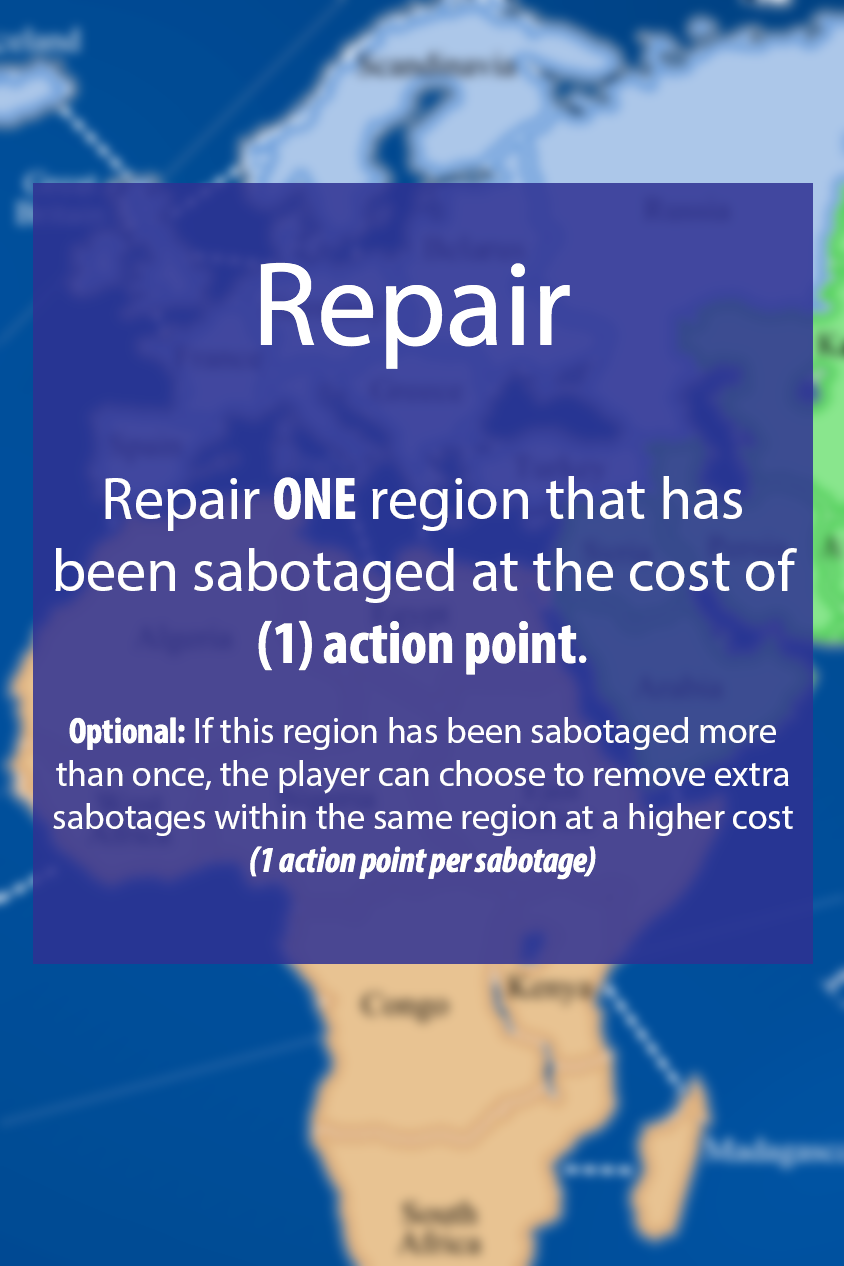 Scandinavia
Repair
Repair ONE region that has
been sabotaged at the cost of
(1) action point.
Optional: If this region has been sabotaged more
than once, the player can choose to remove extra
sabotages within the same region at a higher cost
(1 action point per sabotage)
Algeria
Arabia
Congo
Kenya
South
Africa